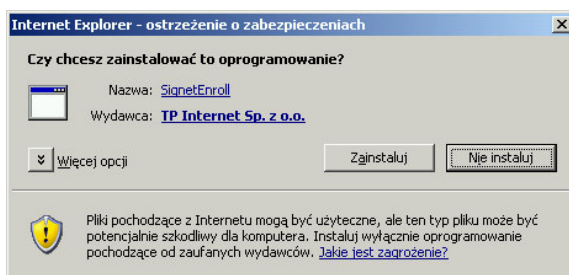 Internet Explorer - ostrzeżenie o zabezpieczeniach
Czy chcesz zainstalować to oprogramowanie?
Nazwa: SignetEnroll
Wydawca: TP Internet Sp. z o.o.
Więcej opcji
Zainstaluj
Nie instaluj
Pliki pochodzące z Internetu mogą być użyteczne, ale ten typ pliku może być
potencjalnie szkodliwy dla komputera. Instaluj wyłącznie oprogramowanie
pochodzące od zaufanych wydawców. Jakie jest zagrożenie?